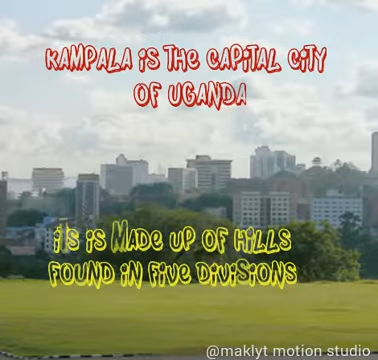 KAMPALA iS The CAPiTAL CiTY
OF UGANDA
iTS iS MADe UP OF HiLLS
FOUND iN FiVe DiViSiONS
@maklyt motion studio